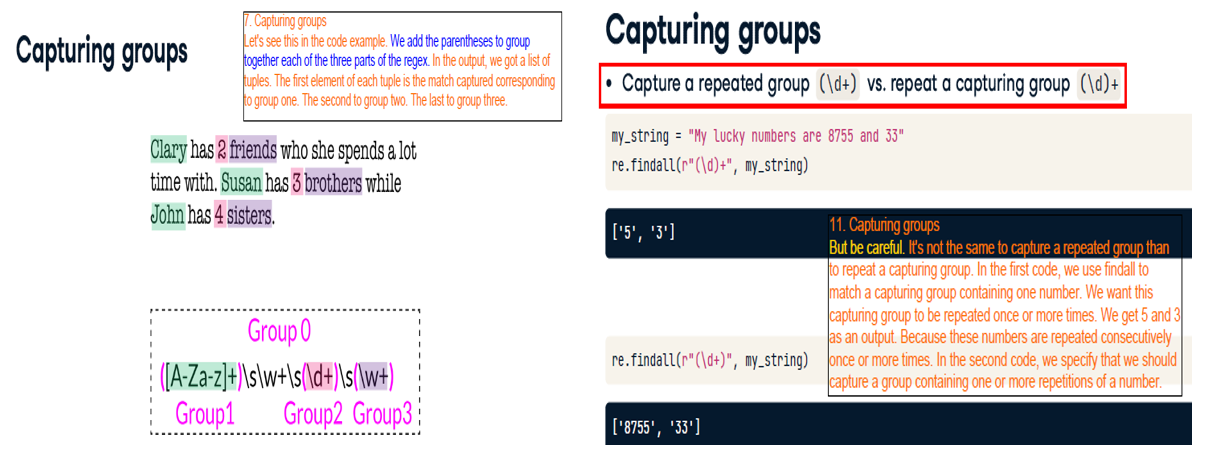 Capturing groups
7. Capturing groups
Let's see this in the code example. We add the parentheses to group
together each of the three parts of the regex. In the output, we got a list of
tuples. The first element of each tuple is the match captured corresponding
to group one. The second to group two. The last to group three.
Clary has 2 friends who she spends a lot
time with. Susan has 3 brothers while
John has 4 sisters.
Group 0
([A-Za-z]+)\s\w+\s(\d+)\s(\w+)
Group1 Group2 Group3
Capturing groups
• Capture a repeated group (\d+) vs. repeat a capturing group (\d)+
my_string = "My lucky numbers are 8755 and 33"
re.findall(r"(\d)+", my_string)
['5', '3']
11. Capturing groups
But be careful. It's not the same to capture a repeated group than
to repeat a capturing group. In the first code, we use findall to
match a capturing group containing one number. We want this
capturing group to be repeated once or more times. We get 5 and 3
as an output. Because these numbers are repeated consecutively
once or more times. In the second code, we specify that we should
capture a group containing one or more repetitions of a number.
re.findall(r"(\d+)", my_string)
['8755', '33']